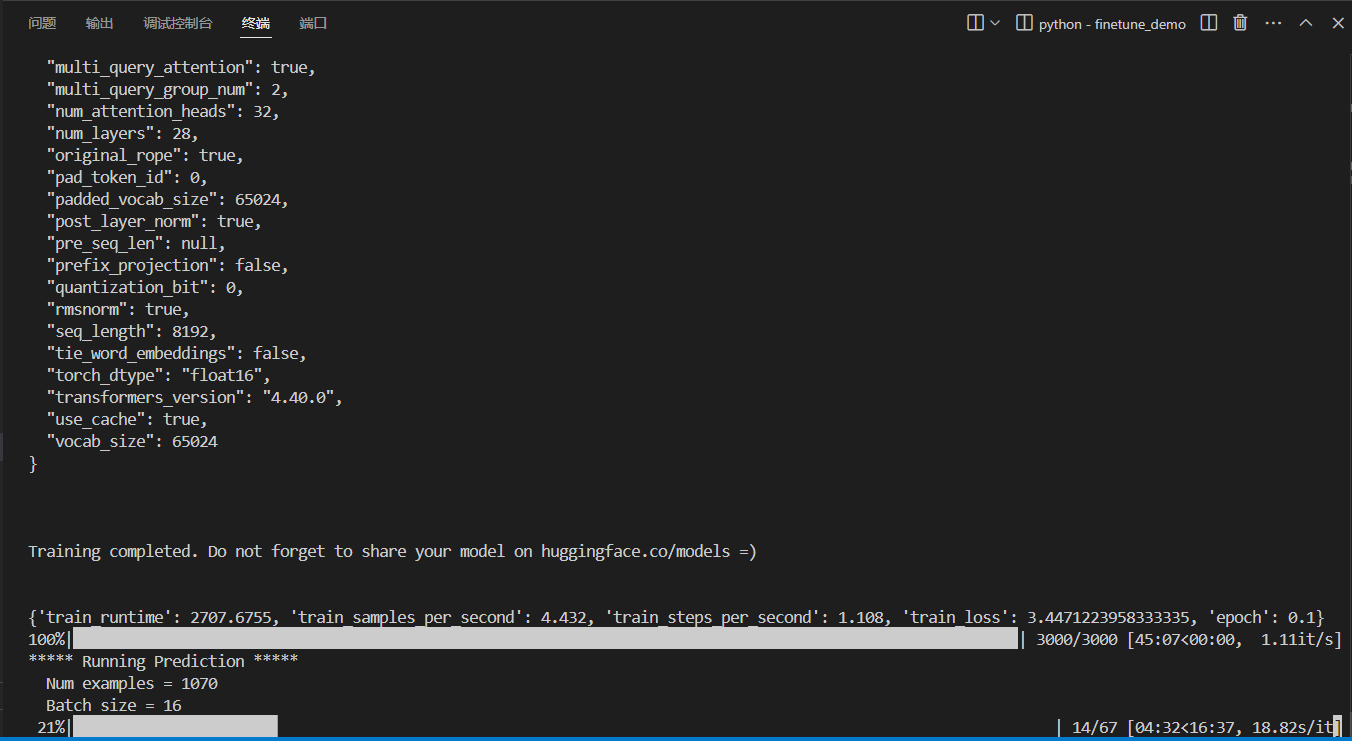 问题 输出 调试控制台 终端 端口 python - finetune_demo
"multi_query_attention": true,
"multi_query_group_num": 2,
"num_attention_heads": 32,
"num_layers": 28,
"original_rope": true,
"pad_token_id": 0,
"padded_vocab_size": 65024,
"post_layer_norm": true,
"pre_seq_len": null,
"prefix_projection": false,
"quantization_bit": 0,
"rmsnorm": true,
"seq_length": 8192,
"tie_word_embeddings": false,
"torch_dtype": "float16",
"transformers_version": "4.40.0",
"use_cache": true,
"vocab_size": 65024
}
Training completed. Do not forget to share your model on huggingface.co/models =)
{'train_runtime': 2707.6755, 'train_samples_per_second': 4.432, 'train_steps_per_second': 1.108, 'train_loss': 3.4471223958333335, 'epoch': 0.1}
100%| | 3000/3000 [45:07<00:00, 1.11it/s]
***** Running Prediction *****
Num examples = 1070
Batch size = 16
21%| | 14/67 [04:32<16:37, 18.82s/it]